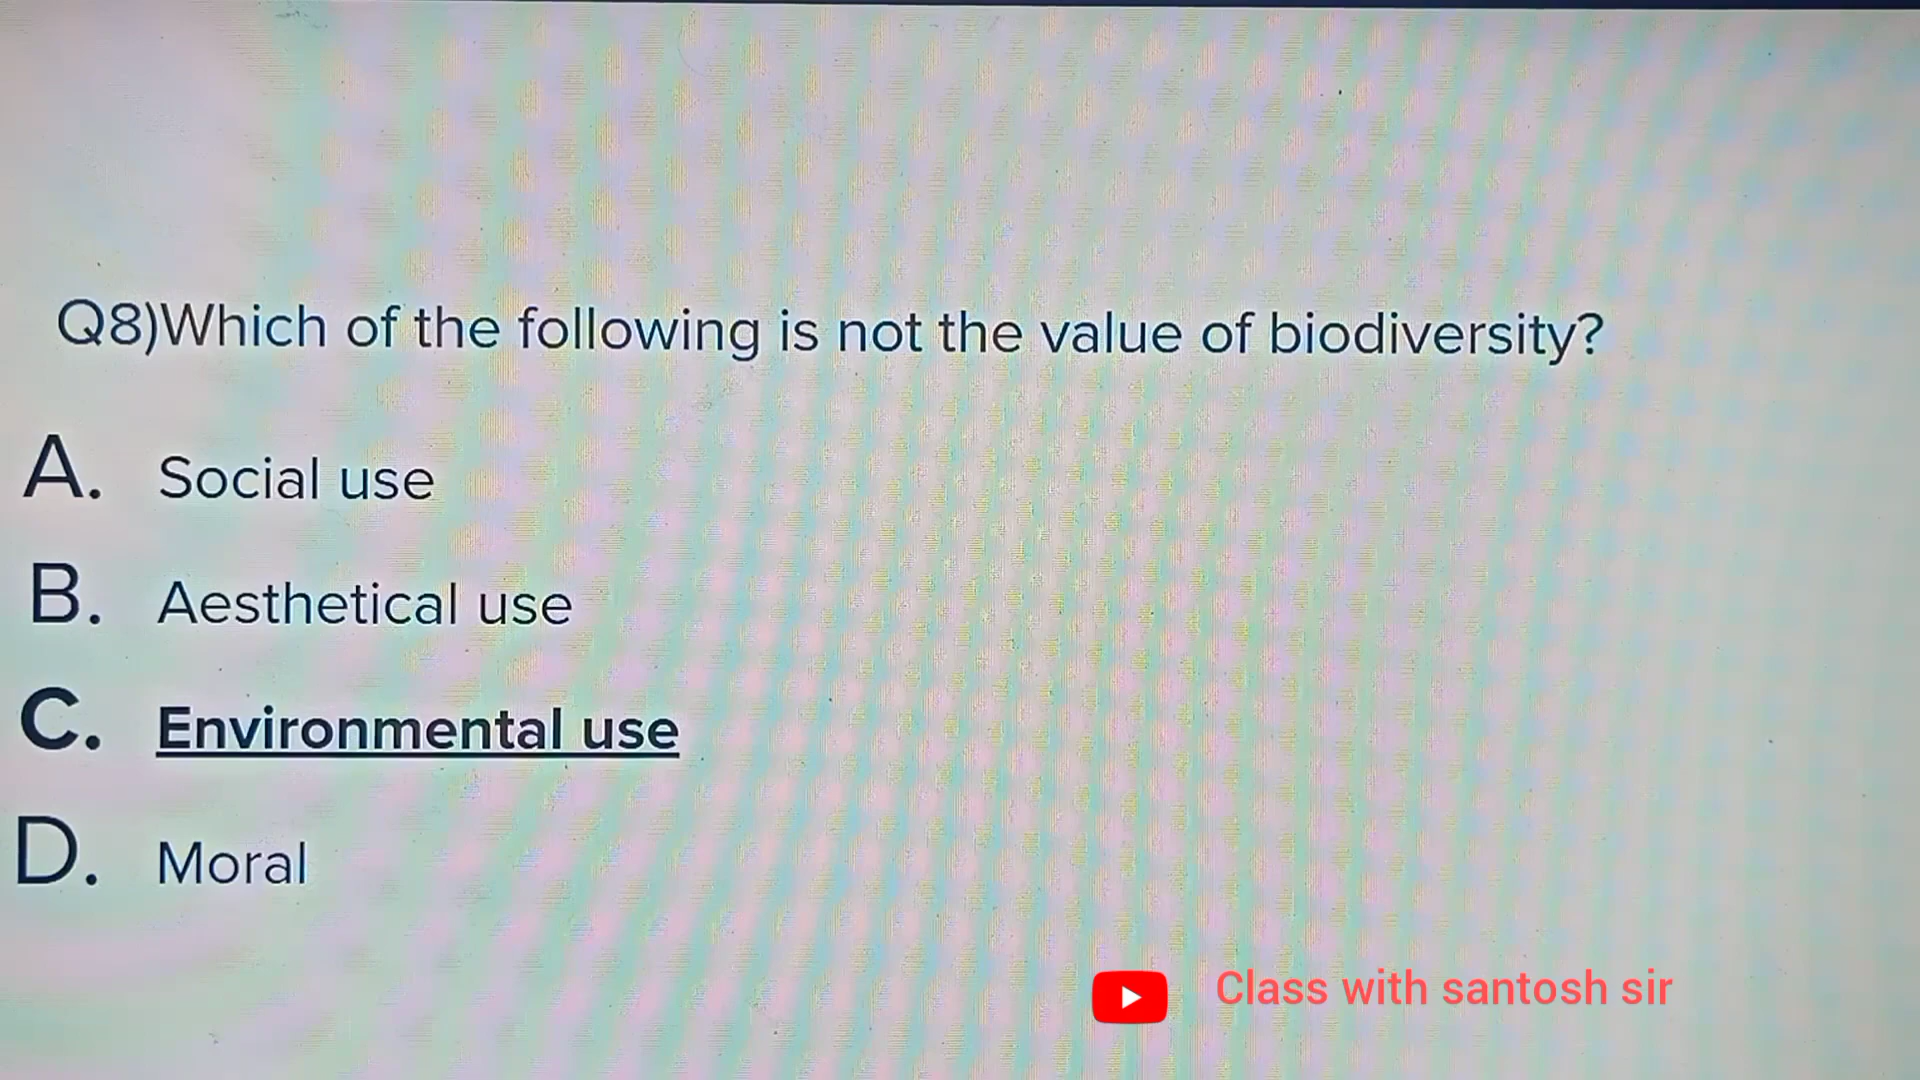 Q8)Which of the following is not the value of biodiversity?
A. Social use
B. Aesthetical use
C. Environmental use
D. Moral
Class with santosh sir